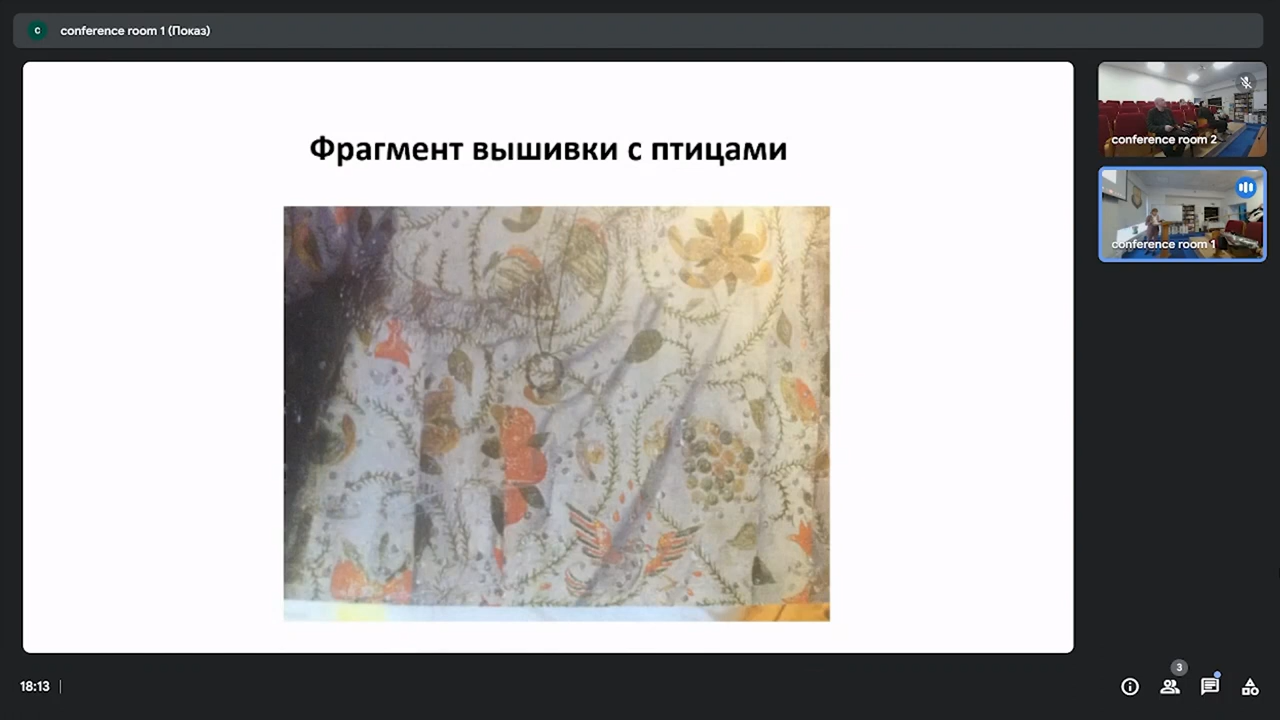 c conference room 1 (Показ)
Фрагмент вышивки с птицами
conference room 2
conference room 1
3
18:13